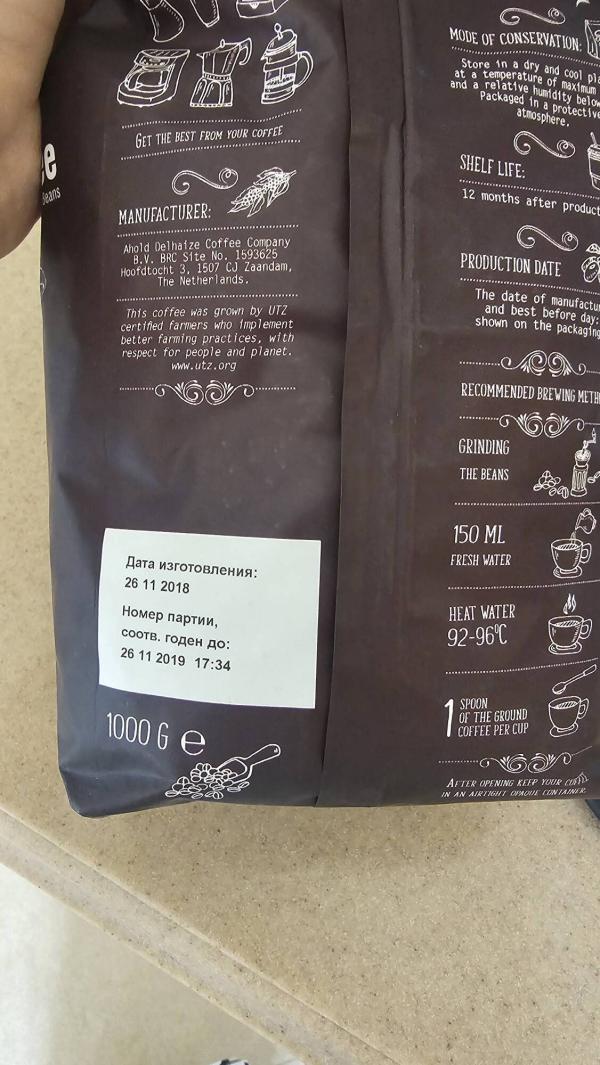 GET THE BEST FROM YOUR COFFEE
MANUFACTURER:
Ahold Delhaize Coffee Company
B.V. BRC Site No. 1593625
Hoofdtocht 3, 1507 CJ Zaandam,
The Netherlands.
This coffee was grown by UTZ
certified farmers who implement
better farming practices, with
respect for people and planet.
www.utz.org
Дата изготовления:
26 11 2018
Номер партии,
соотв. годен до:
26 11 2019 17:34
1000 G ℮
MODE OF CONSERVATION:
Store in a dry and cool
at a temperature of maximum
and a relative humidity
Packaged in a protective
atmosphere.
SHELF LIFE:
12 months after
PRODUCTION DATE
The date of
and best before day:
shown on the packaging
RECOMMENDED BREWING
GRINDING
THE BEANS
150 ML
FRESH WATER
HEAT WATER
92-96°C
1 SPOON
OF THE GROUND
COFFEE PER CUP
AFTER OPENING KEEP YOUR
IN AN AIRTIGHT OPAQUE CONTAINER.